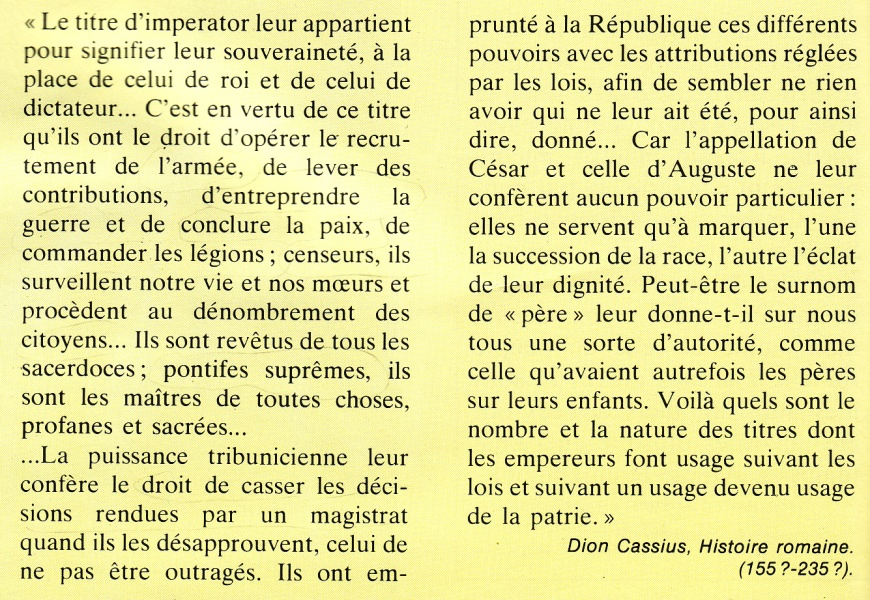 « Le titre d'imperator leur appartient
pour signifier leur souveraineté, à la
place de celui de roi et de celui de
dictateur... C'est en vertu de ce titre
qu'ils ont le droit d'opérer le recru-
tement de l'armée, de lever des
contributions, d'entreprendre la
guerre et de conclure la paix, de
commander les légions ; censeurs, ils
surveillent notre vie et nos mœurs et
procèdent au dénombrement des
citoyens... Ils sont revêtus de tous les
sacerdoces ; pontifes suprêmes, ils
sont les maîtres de toutes choses,
profanes et sacrées...
...La puissance tribunicienne leur
confère le droit de casser les déci-
sions rendues par un magistrat
quand ils les désapprouvent, celui de
ne pas être outragés. Ils ont em-
prunté à la République ces différents
pouvoirs avec les attributions réglées
par les lois, afin de sembler ne rien
avoir qui ne leur ait été, pour ainsi
dire, donné... Car l'appellation de
César et celle d'Auguste ne leur
confèrent aucun pouvoir particulier :
elles ne servent qu'à marquer, l'une
la succession de la race, l'autre l'éclat
de leur dignité. Peut-être le surnom
de « père » leur donne-t-il sur nous
tous une sorte d'autorité, comme
celle qu'avaient autrefois les pères
sur leurs enfants. Voilà quels sont le
nombre et la nature des titres dont
les empereurs font usage suivant les
lois et suivant un usage devenu usage
de la patrie. »
Dion Cassius, Histoire romaine.
(155 ?-235 ?).